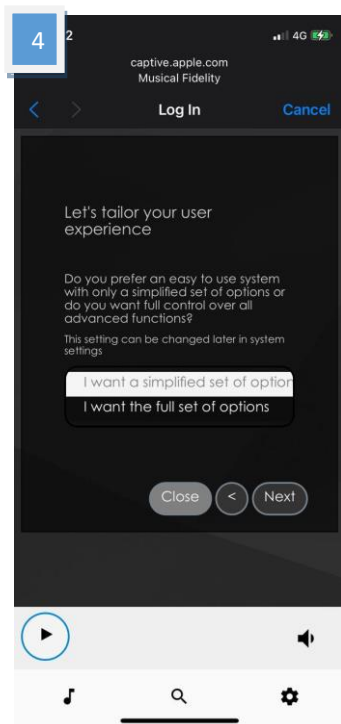 4
2
4G
captive.apple.com
Musical Fidelity
< > Log In Cancel
Let's tailor your user
experience
Do you prefer an easy to use system
with only a simplified set of options or
do you want full control over all
advanced functions?
This setting can be changed later in system
settings
I want a simplified set of option
I want the full set of options
Close < Next